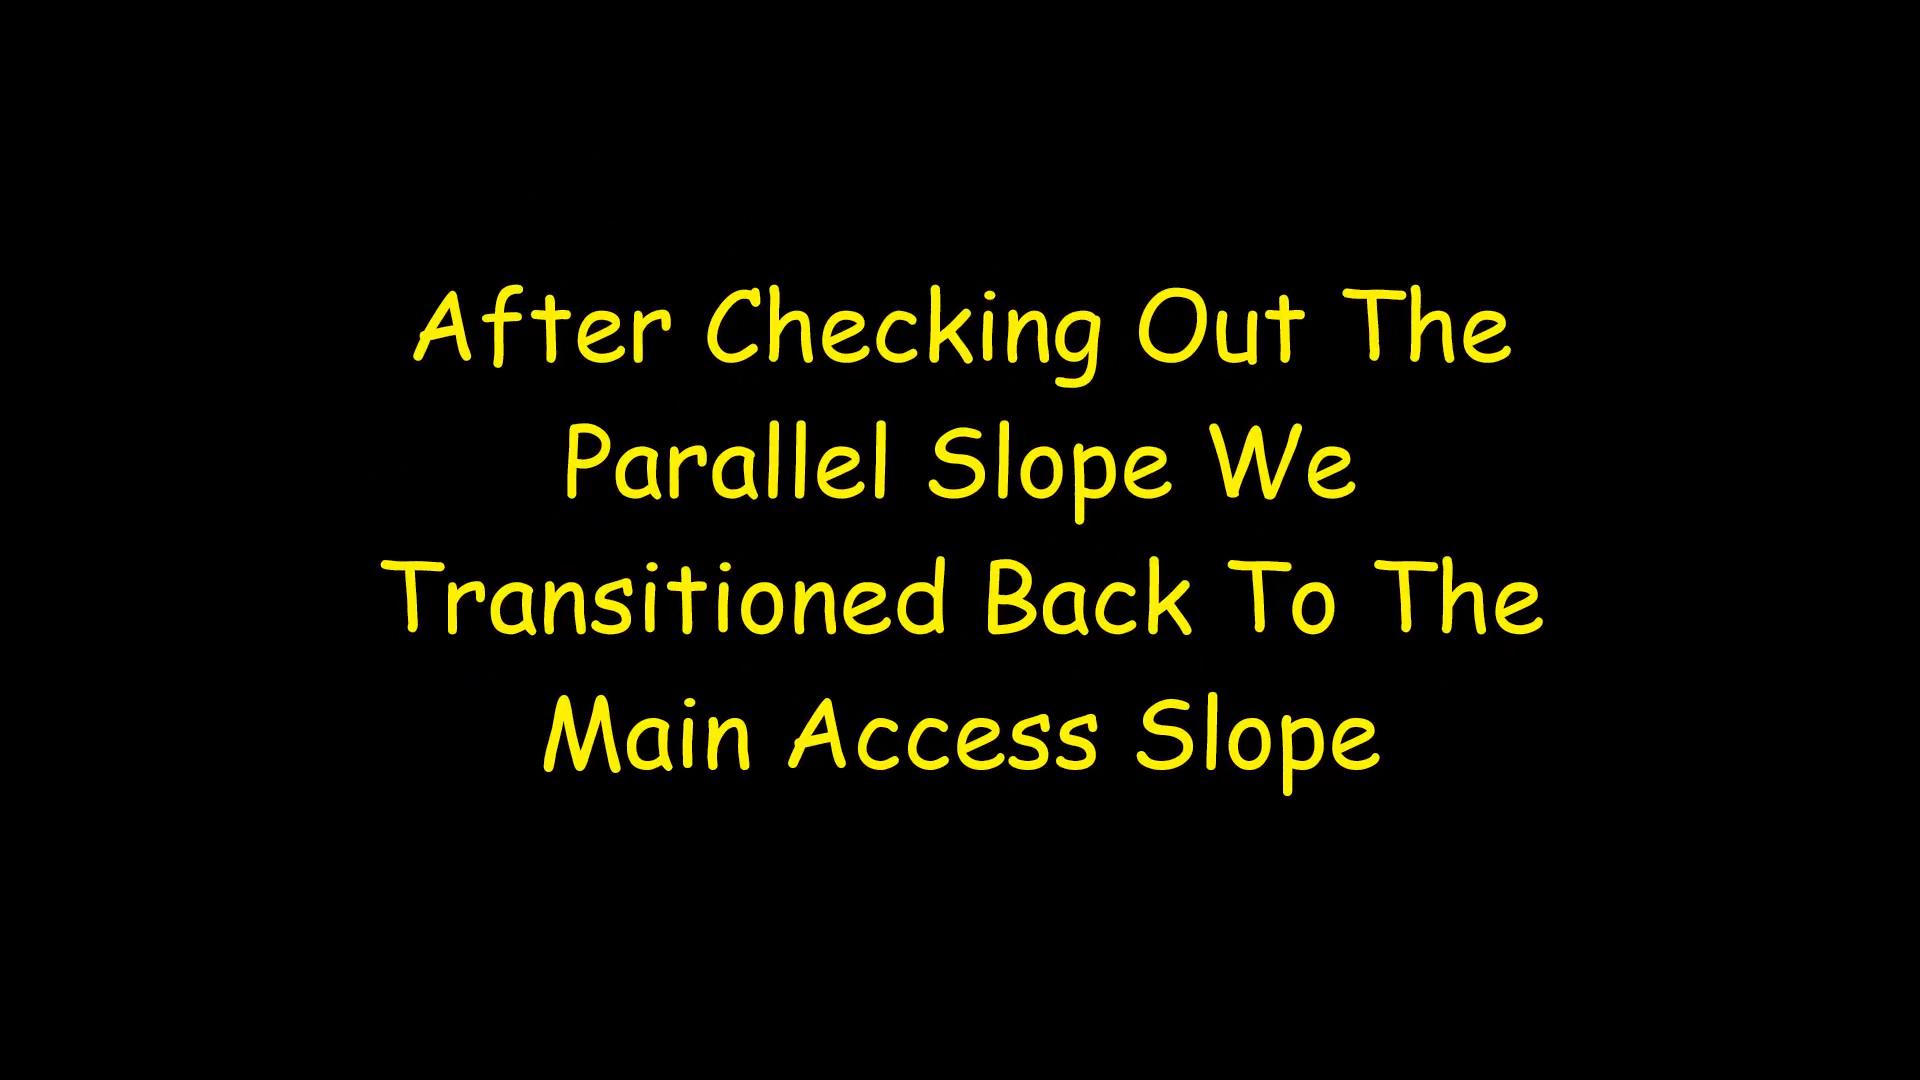 After Checking Out The
Parallel Slope We
Transitioned Back To The
Main Access Slope